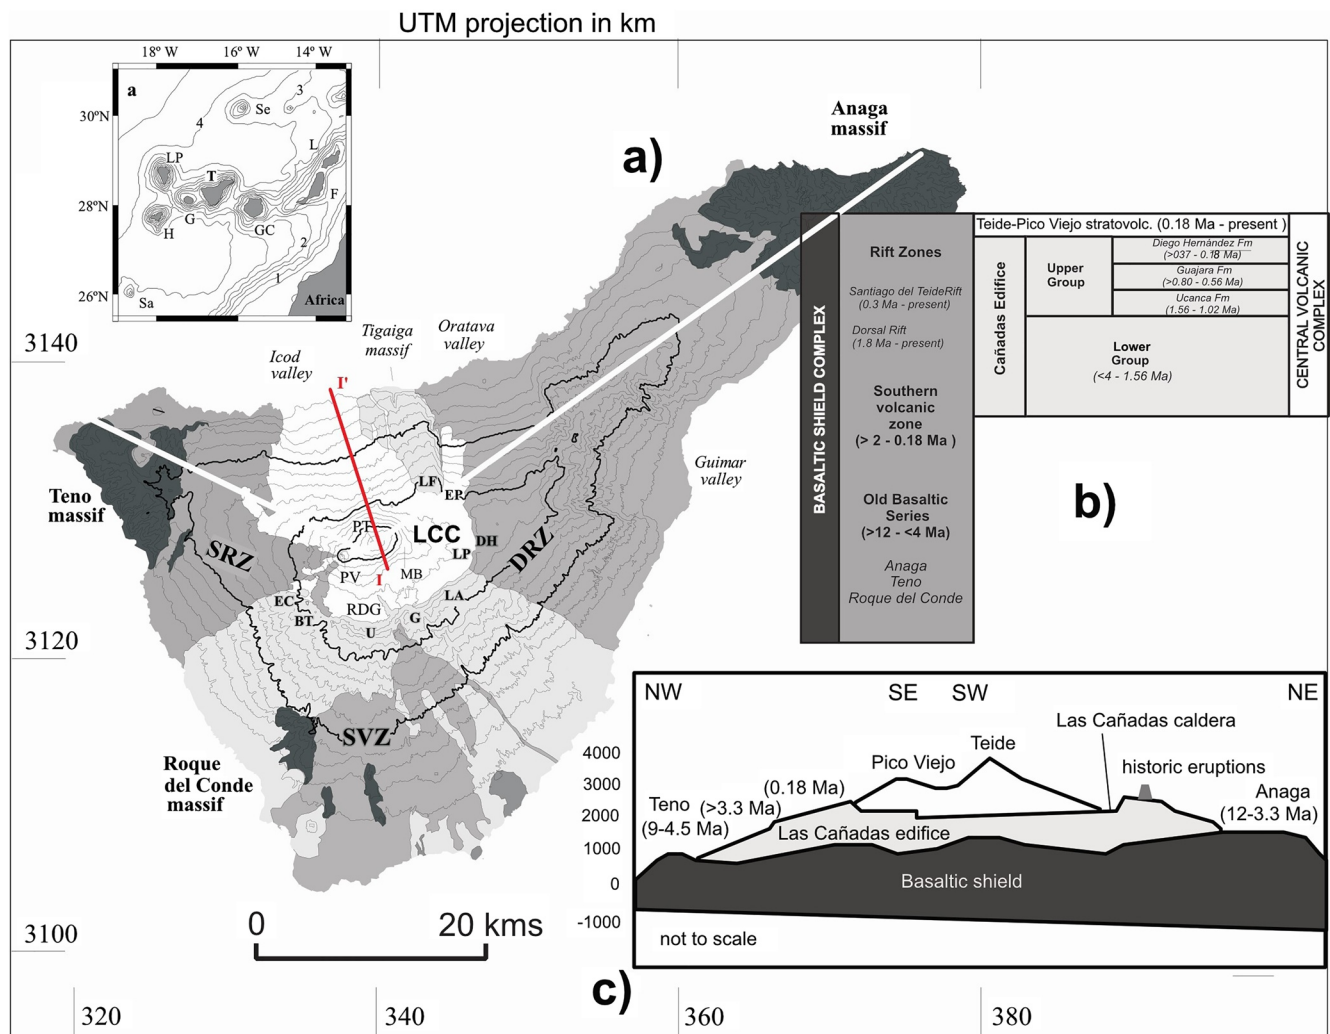 UTM projection in km
18° W 16° W 14° W
a
30ºN
28ºN
26ºN
3
4
Se
LP
L
T
G
F
H
GC
2
1
Sa
Africa
a)
Anaga
massif
3140
3120
3100
320
340
360
380
Icod
valley
Tigaiga
massif
Oratava
valley
Guimar
valley
I'
I
Teno
massif
SRZ
LF
ER
PT
LCC
DH
LP
DRZ
PV
MB
EC
LA
RDG
BT
G
U
SVZ
Roque
del Conde
massif
0 20 kms
b)
BASALTIC SHIELD COMPLEX
Rift Zones
Santiago del TeideRift
(0.3 Ma - present)
Dorsal Rift
(1.8 Ma - present)
Southern
volcanic
zone
(> 2 - 0.18 Ma )
Old Basaltic
Series
(>12 - <4 Ma)
Anaga
Teno
Roque del Conde
Teide-Pico Viejo stratovolc. (0.18 Ma - present )
Cañadas Edifice
Upper
Group
Diego Hernández Fm
(>037 - 0.18 Ma)
Guajara Fm
(>0.80 - 0.56 Ma)
Ucanca Fm
(1.56 - 1.02 Ma)
Lower
Group
(<4 - 1.56 Ma)
CENTRAL VOLCANIC
COMPLEX
c)
NW SE SW NE
4000
3000
2000
1000
0
-1000
Las Cañadas caldera
Teide
Pico Viejo
historic eruptions
(0.18 Ma)
Teno
(9-4.5 Ma)
(>3.3 Ma)
Anaga
(12-3.3 Ma)
Las Cañadas edifice
Basaltic shield
not to scale